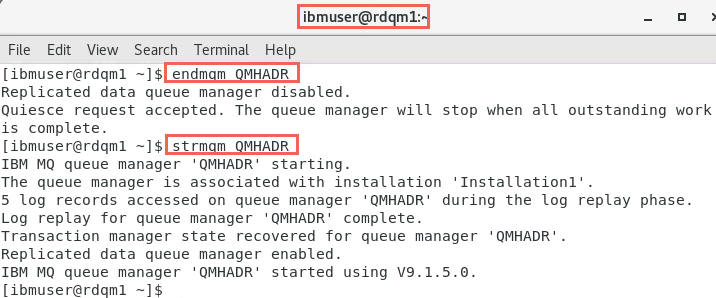 ibmuser@rdqm1:~
File Edit View Search Terminal Help
[ibmuser@rdqm1 ~]$ endmqm QMHADR
Replicated data queue manager disabled.
Quiesce request accepted. The queue manager will stop when all outstanding work
is complete.
[ibmuser@rdqm1 ~]$ strmqm QMHADR
IBM MQ queue manager 'QMHADR' starting.
The queue manager is associated with installation 'Installation1'.
5 log records accessed on queue manager 'QMHADR' during the log replay phase.
Log replay for queue manager 'QMHADR' complete.
Transaction manager state recovered for queue manager 'QMHADR'.
Replicated data queue manager enabled.
IBM MQ queue manager 'QMHADR' started using V9.1.5.0.
[ibmuser@rdqm1 ~]$